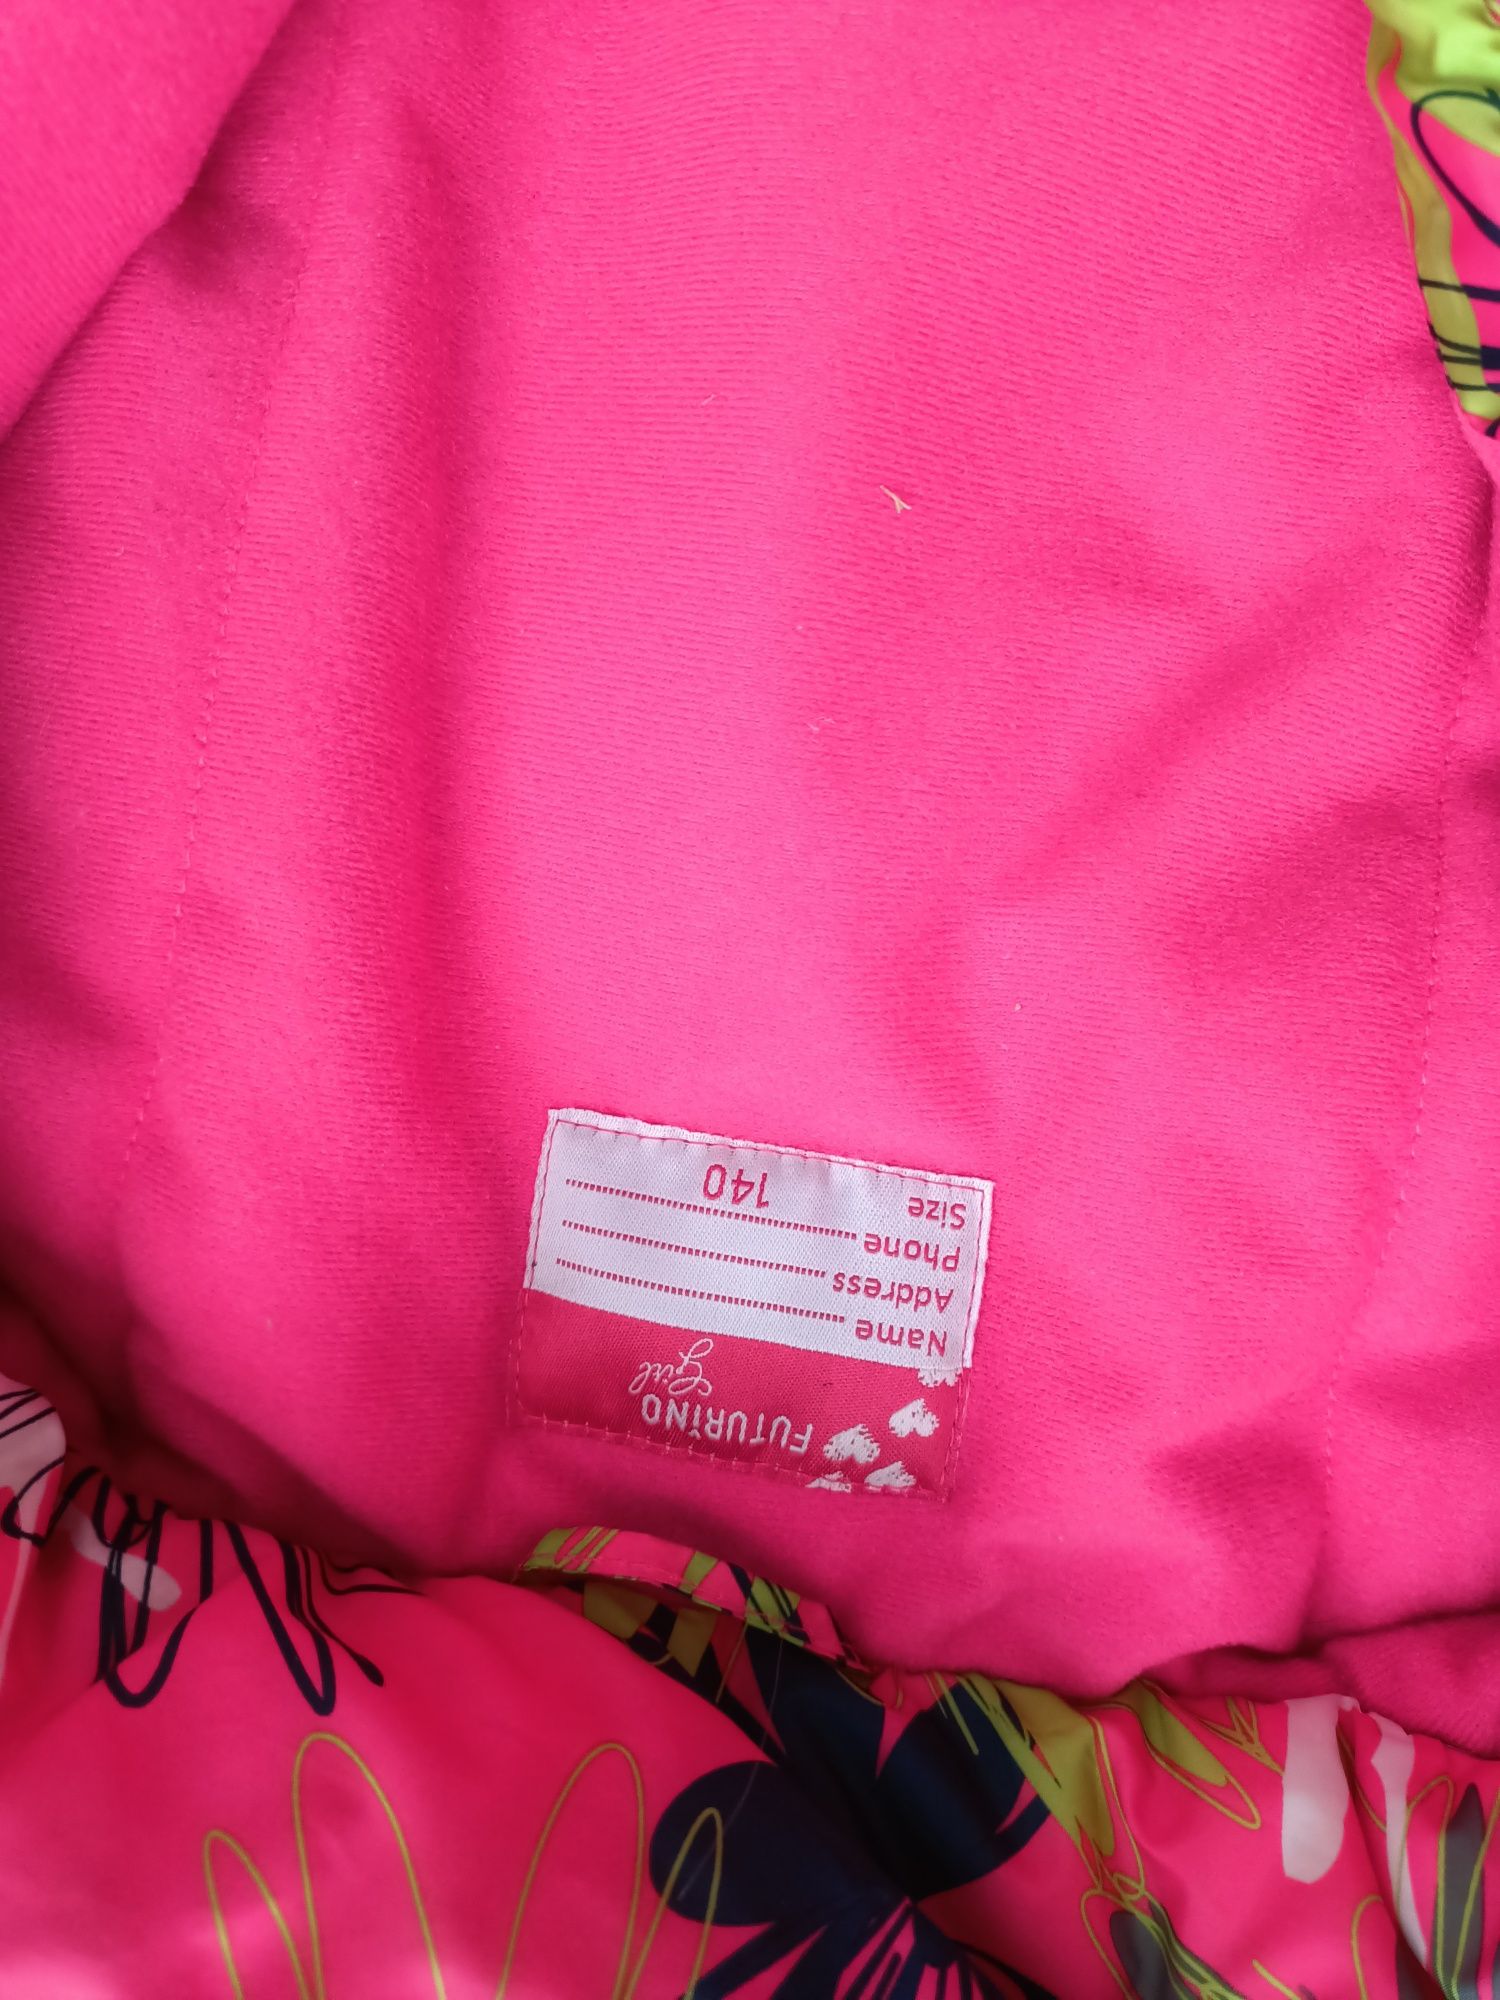 FUTURiNO
Girl
Name
Address
Phone
Size 140